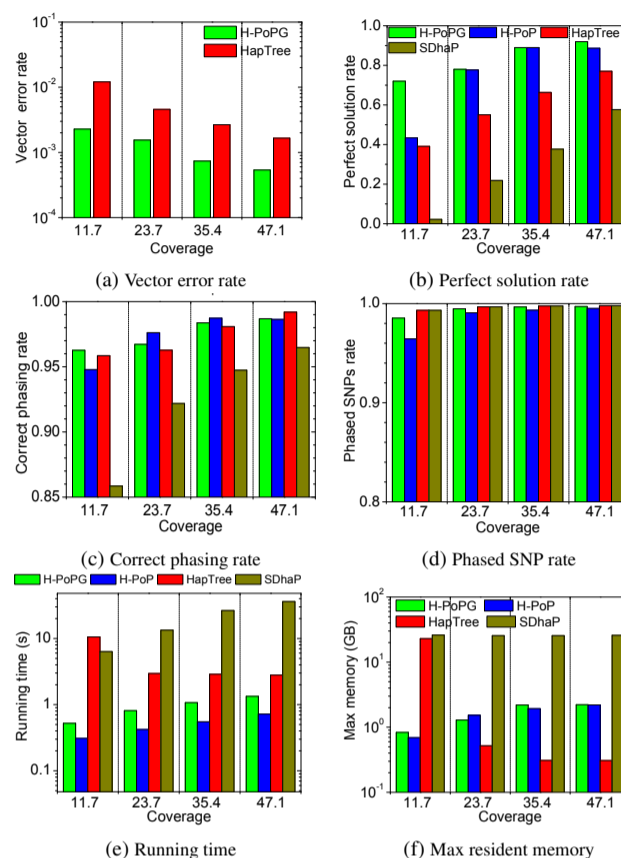 H-PoPG
HapTree
10⁻¹
10⁻²
10⁻³
10⁻⁴
Vector error rate
11.7 23.7 35.4 47.1
Coverage
(a) Vector error rate
H-PoPG H-PoP HapTree
SDhaP
1.0
0.8
0.6
0.4
0.2
0.0
Perfect solution rate
11.7 23.7 35.4 47.1
Coverage
(b) Perfect solution rate
1.00
0.95
0.90
0.85
Correct phasing rate
11.7 23.7 35.4 47.1
Coverage
(c) Correct phasing rate
1.0
0.9
0.8
Phased SNPs rate
11.7 23.7 35.4 47.1
Coverage
(d) Phased SNP rate
H-PoPG H-PoP HapTree SDhaP
10
1
0.1
Running time (s)
11.7 23.7 35.4 47.1
Coverage
(e) Running time
H-PoPG H-PoP
HapTree SDhaP
10²
10¹
10⁰
10⁻¹
Max memory (GB)
11.7 23.7 35.4 47.1
Coverage
(f) Max resident memory